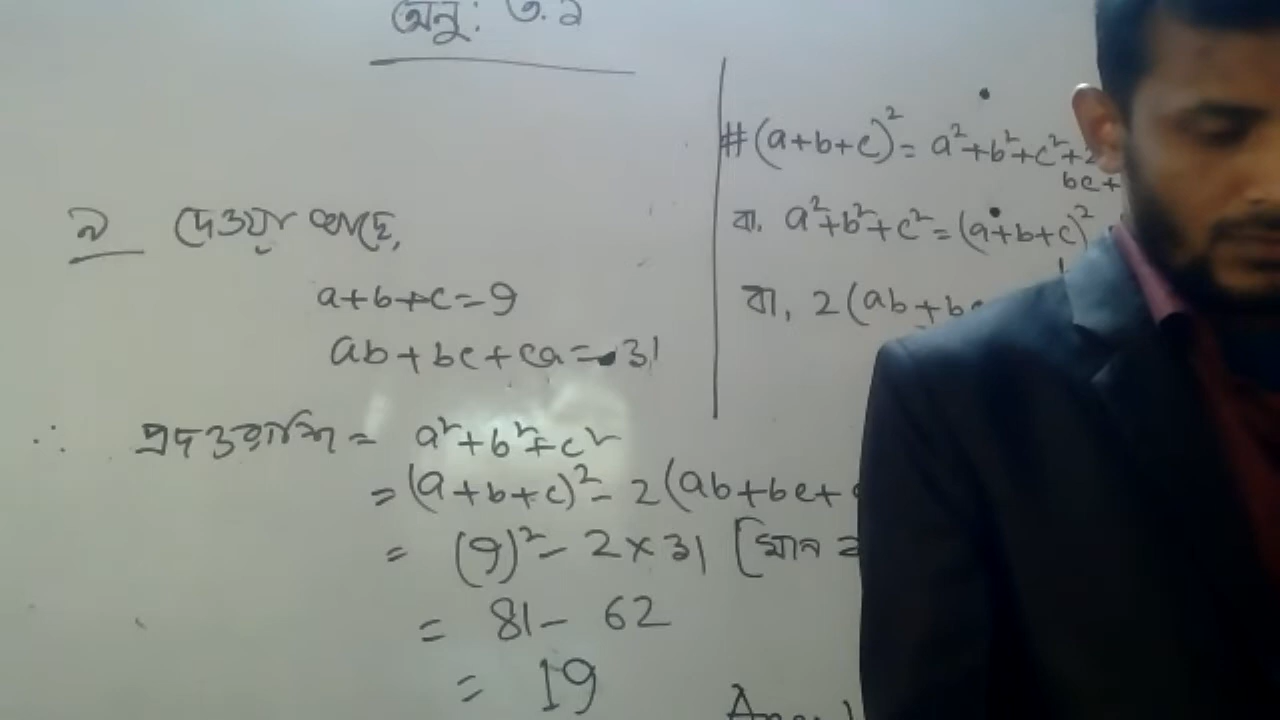 অনু: ৩.১
৯ দেওয়া আছে,
a+b+c=9
ab+bc+ca=31
∴ প্রদত্তরাশি = a²+b²+c²
=(a+b+c)²-2(ab+bc+
= (9)²-2×31 [মান
= 81-62
= 19
#(a+b+c)²= a²+b²+c²+2
bc+
বা, a²+b²+c²=(a+b+c)²
বা, 2(ab+bc